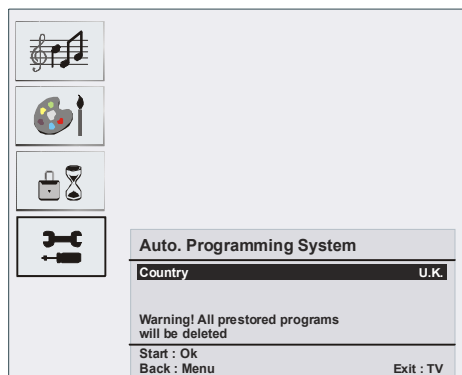 Auto. Programming System
Country U.K.
Warning! All prestored programs
will be deleted
Start : Ok
Back : Menu Exit : TV